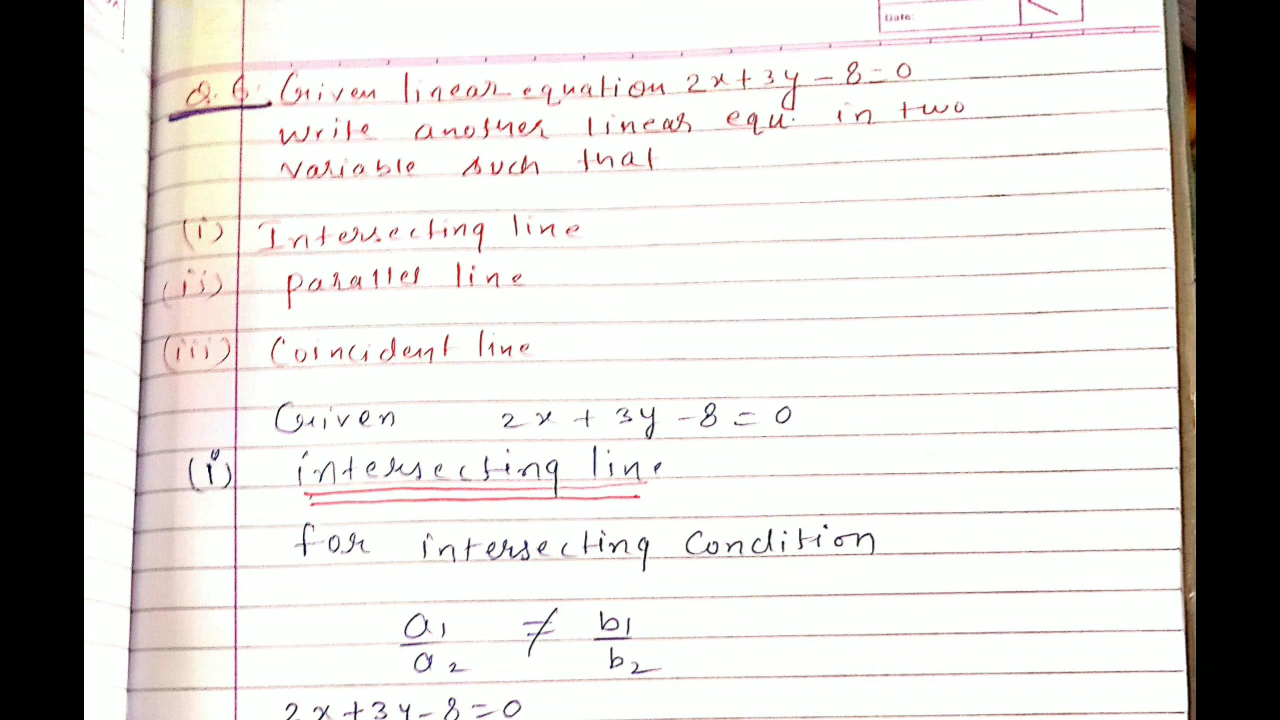 Date:
Q.6. Given linear equation 2x+3y-8=0
Write another linear equ. in two
variable such that
(i) Intersecting line
(ii) parallel line
(iii) Coincident line
Given 2x + 3y -8 = 0
(i) intersecting line
for intersecting Condition
a₁/a₂ ≠ b₁/b₂
2x+3y-8=0